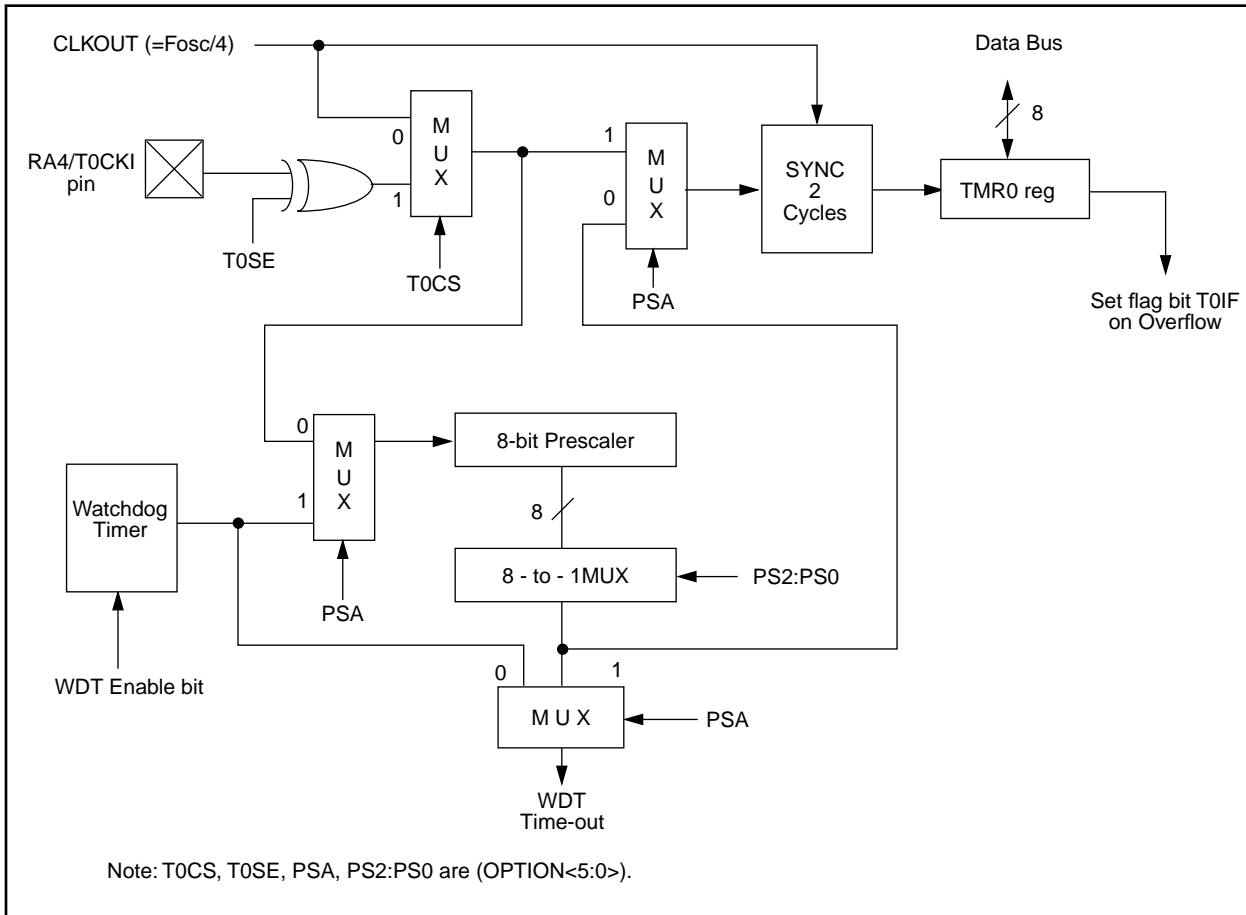 CLKOUT (=Fosc/4)
Data Bus
8
M
U
X
0
1
RA4/T0CKI
pin
T0SE
T0CS
1
0
M
U
X
PSA
SYNC
2
Cycles
TMR0 reg
Set flag bit T0IF
on Overflow
0
1
M
U
X
8-bit Prescaler
Watchdog
Timer
8
8 - to - 1MUX
PS2:PS0
PSA
WDT Enable bit
0
1
M U X
PSA
WDT
Time-out
Note: T0CS, T0SE, PSA, PS2:PS0 are (OPTION<5:0>).